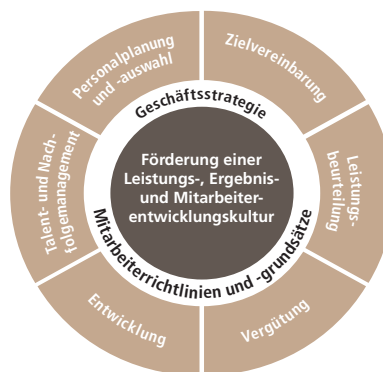 Personalplanung
und -auswahl
Zielvereinbarung
Leistungs-
beurteilung
Vergütung
Entwicklung
Talent- und Nach-
folgemanagement
Geschäftsstrategie
Mitarbeiterrichtlinien und -grundsätze
Förderung einer
Leistungs-, Ergebnis-
und Mitarbeiter-
entwicklungskultur